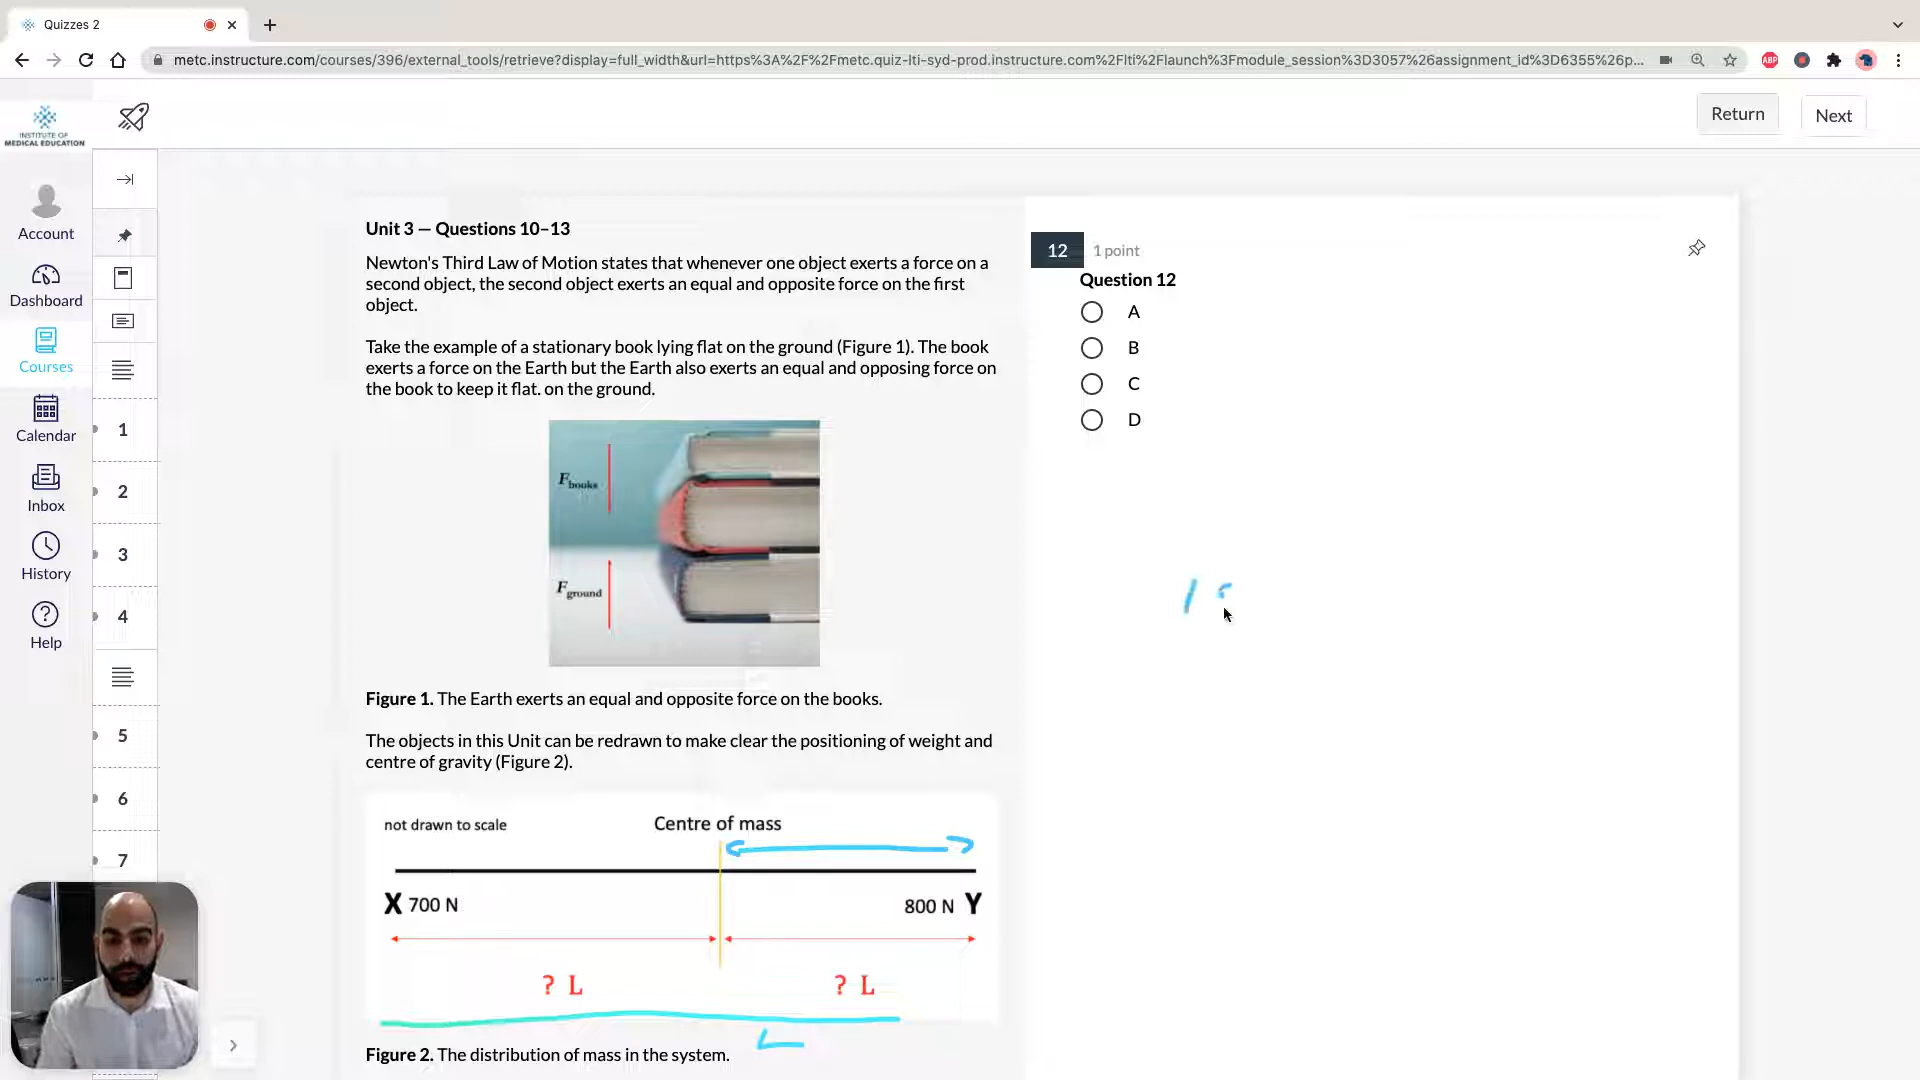 Quizzes 2
metc.instructure.com/courses/396/external_tools/retrieve?display=full_width&url=https%3A%2F%2Fmetc.quiz-lti-syd-prod.instructure.com%2Flti%2Flaunch%3Fmodule_session%3D3057%26assignment_id%3D6355%26p...
ABP
INSTITUTE OF
MEDICAL EDUCATION
Return
Next
Account
Dashboard
Courses
Calendar
Inbox
History
Help
1
2
3
4
5
6
7
Unit 3 — Questions 10–13
Newton's Third Law of Motion states that whenever one object exerts a force on a
second object, the second object exerts an equal and opposite force on the first
object.
Take the example of a stationary book lying flat on the ground (Figure 1). The book
exerts a force on the Earth but the Earth also exerts an equal and opposing force on
the book to keep it flat. on the ground.
F books
F ground
Figure 1. The Earth exerts an equal and opposite force on the books.
The objects in this Unit can be redrawn to make clear the positioning of weight and
centre of gravity (Figure 2).
not drawn to scale
Centre of mass
X 700 N
800 N Y
? L
? L
Figure 2. The distribution of mass in the system.
12
1 point
Question 12
A
B
C
D